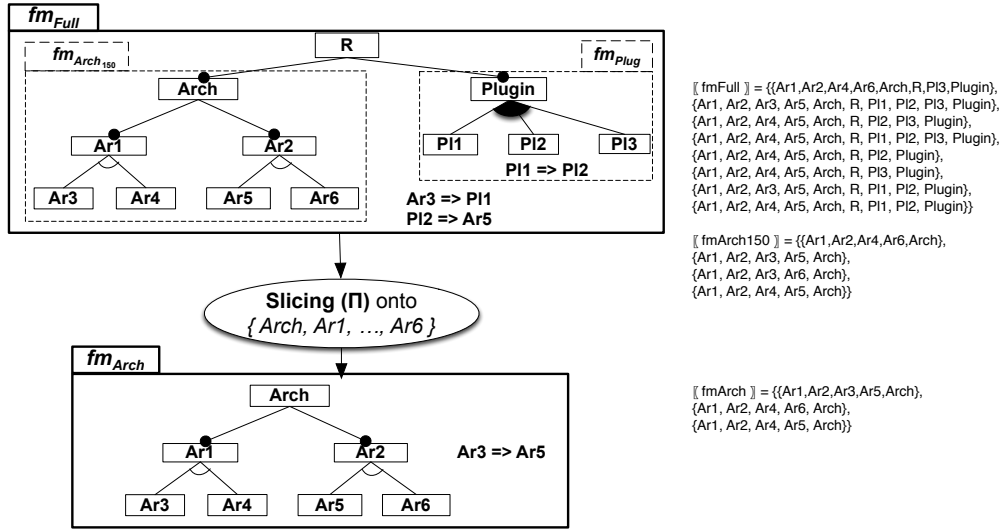 fm_Full
R
fm_Arch150
fm_Plug
Arch
Plugin
Ar1
Ar2
Pl1
Pl2
Pl3
Pl1 => Pl2
Ar3
Ar4
Ar5
Ar6
Ar3 => Pl1
Pl2 => Ar5
⟦ fmFull ⟧ = {{Ar1,Ar2,Ar4,Ar6,Arch,R,Pl3,Plugin},
{Ar1, Ar2, Ar3, Ar5, Arch, R, Pl1, Pl2, Pl3, Plugin},
{Ar1, Ar2, Ar4, Ar5, Arch, R, Pl2, Pl3, Plugin},
{Ar1, Ar2, Ar4, Ar5, Arch, R, Pl1, Pl2, Pl3, Plugin},
{Ar1, Ar2, Ar4, Ar5, Arch, R, Pl2, Plugin},
{Ar1, Ar2, Ar4, Ar5, Arch, R, Pl3, Plugin},
{Ar1, Ar2, Ar3, Ar5, Arch, R, Pl1, Pl2, Plugin},
{Ar1, Ar2, Ar4, Ar5, Arch, R, Pl1, Pl2, Plugin}}
⟦ fmArch150 ⟧ = {{Ar1,Ar2,Ar4,Ar6,Arch},
{Ar1, Ar2, Ar3, Ar5, Arch},
{Ar1, Ar2, Ar3, Ar6, Arch},
{Ar1, Ar2, Ar4, Ar5, Arch}}
Slicing (Π) onto
{ Arch, Ar1, …, Ar6 }
fm_Arch
Arch
Ar1
Ar2
Ar3 => Ar5
Ar3
Ar4
Ar5
Ar6
⟦ fmArch ⟧ = {{Ar1,Ar2,Ar3,Ar5,Arch},
{Ar1, Ar2, Ar4, Ar6, Arch},
{Ar1, Ar2, Ar4, Ar5, Arch}}